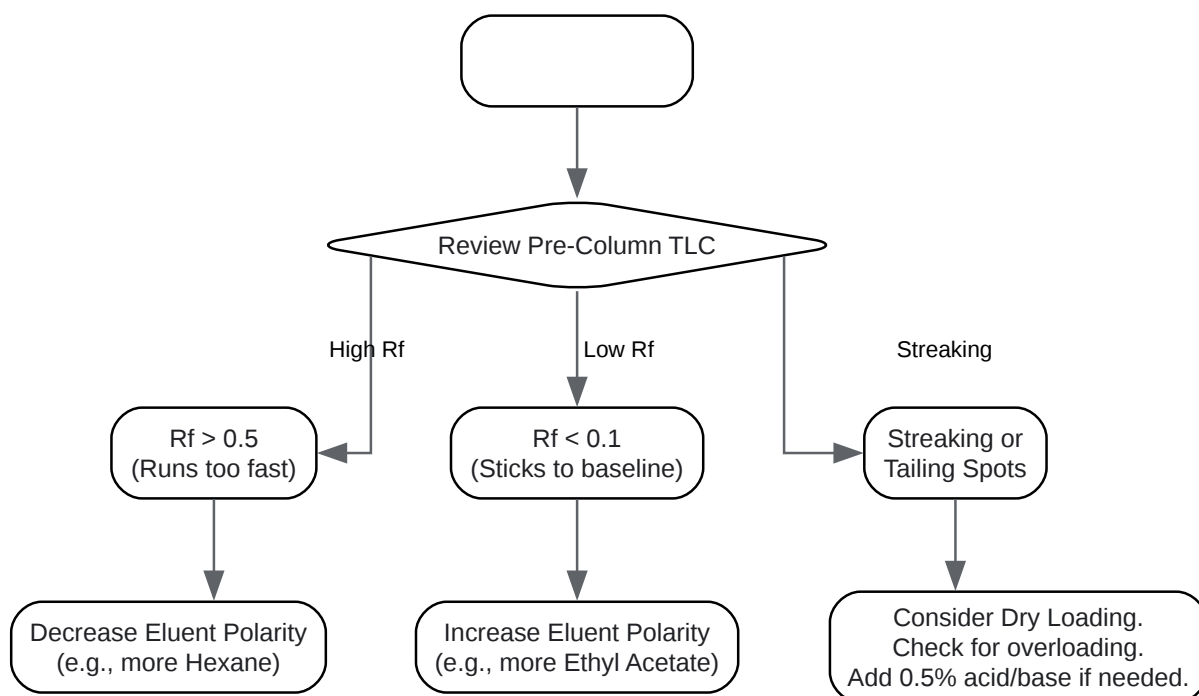 Review Pre-Column TLC
High Rf
Low Rf
Streaking
Rf > 0.5
(Runs too fast)
Rf < 0.1
(Sticks to baseline)
Streaking or
Tailing Spots
Decrease Eluent Polarity
(e.g., more Hexane)
Increase Eluent Polarity
(e.g., more Ethyl Acetate)
Consider Dry Loading.
Check for overloading.
Add 0.5% acid/base if needed.